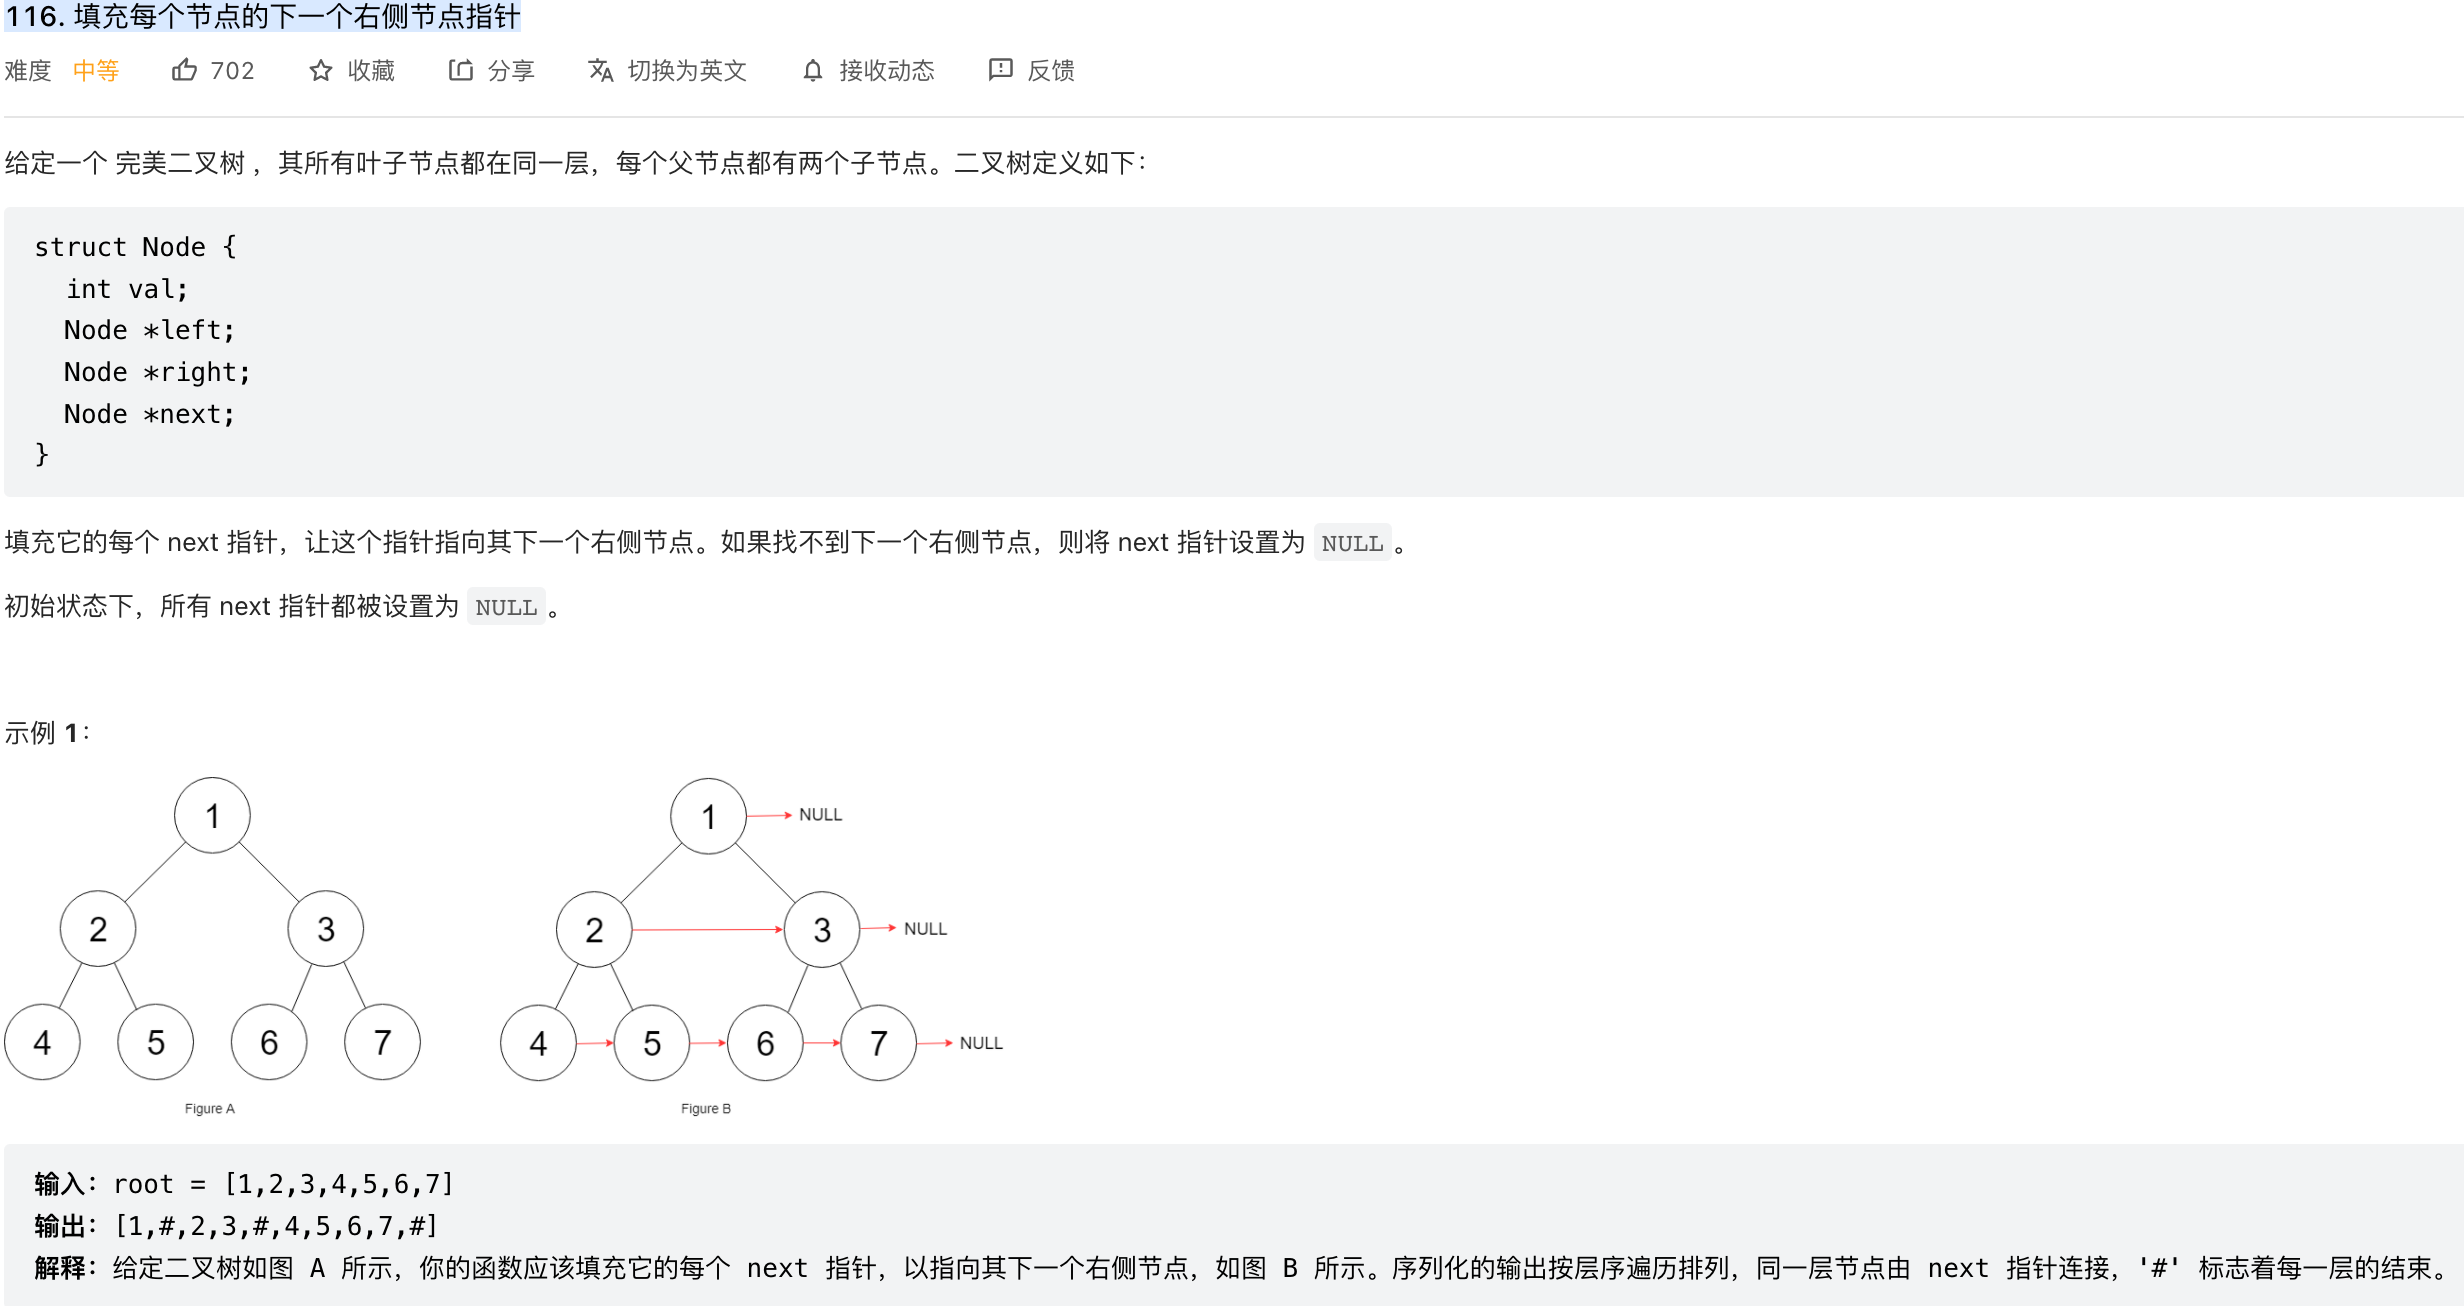 116. 填充每个节点的下一个右侧节点指针
难度 中等 702 收藏 分享 切换为英文 接收动态 反馈
给定一个 完美二叉树 ，其所有叶子节点都在同一层，每个父节点都有两个子节点。二叉树定义如下：
struct Node {
  int val;
  Node *left;
  Node *right;
  Node *next;
}
填充它的每个 next 指针，让这个指针指向其下一个右侧节点。如果找不到下一个右侧节点，则将 next 指针设置为 NULL 。
初始状态下，所有 next 指针都被设置为 NULL 。
示例 1：
1 1 NULL
2 3 2 3 NULL
4 5 6 7 4 5 6 7 NULL
Figure A Figure B
输入：root = [1,2,3,4,5,6,7]
输出：[1,#,2,3,#,4,5,6,7,#]
解释：给定二叉树如图 A 所示，你的函数应该填充它的每个 next 指针，以指向其下一个右侧节点，如图 B 所示。序列化的输出按层序遍历排列，同一层节点由 next 指针连接，'#' 标志着每一层的结束。